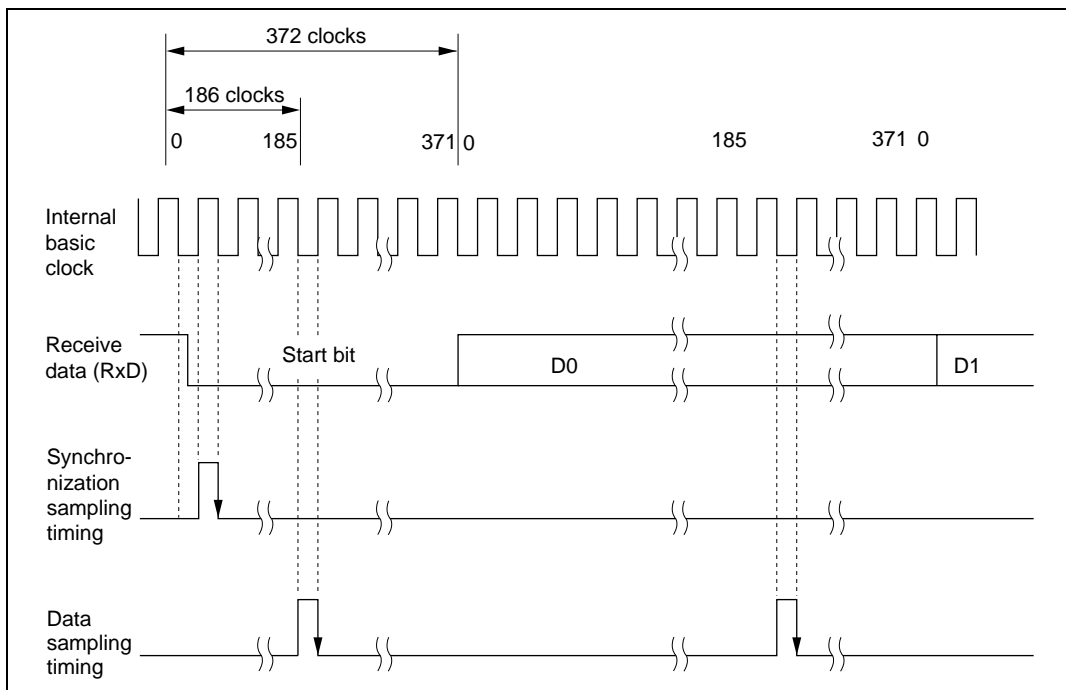 372 clocks
186 clocks
0 185 371 0 185 371 0
Internal
basic
clock
Receive
data (RxD)
Start bit
D0
D1
Synchro-
nization
sampling
timing
Data
sampling
timing